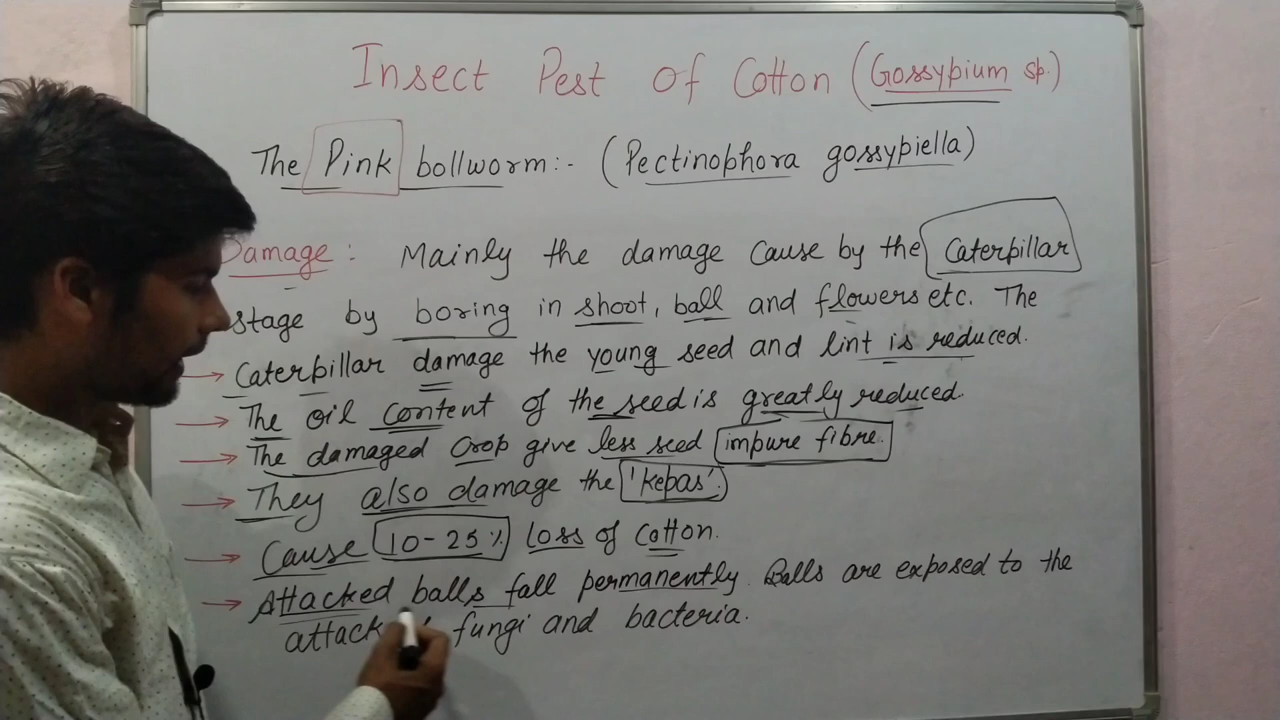 Insect Pest Of Cotton (Gossypium sp.)
The Pink bollworm:- (Pectinophora gossypiella)
Damage: Mainly the damage cause by the Caterpillar
stage by boring in shoot, ball and flowers etc. The
→ Caterpillar damage the young seed and lint is reduced.
→ The oil content of the seed is greatly reduced.
→ The damaged crop give less seed impure fibre.
→ They also damage the 'kepas'.
→ Cause 10-25% loss of cotton.
→ Attacked balls fall permanently. Balls are exposed to the
attack fungi and bacteria.